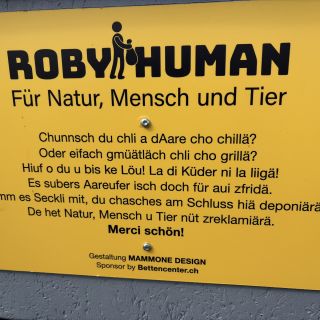 ROBY HUMAN
Für Natur, Mensch und Tier
Chunnsch du chli a dAare cho chillä?
Oder eifach gmüätläch chli cho grillä?
Hiuf o du u bis ke Löu! La di Küder ni la liigä!
Es subers Aareufer isch doch für aui zfridä.
es Seckli mit, du chasches am Schluss hiä deponiärä
De het Natur, Mensch u Tier nüt zreklamiärä.
Merci schön!
Gestaltung MAMMONE DESIGN
Sponsor by Bettencenter.ch